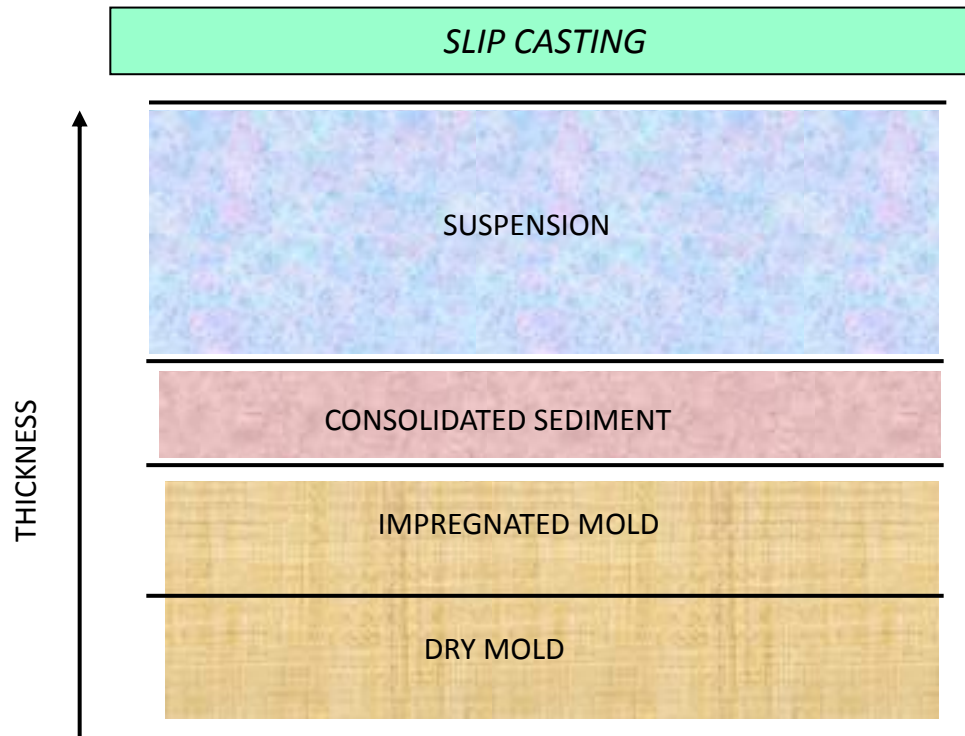 SLIP CASTING
SUSPENSION
CONSOLIDATED SEDIMENT
IMPREGNATED MOLD
DRY MOLD
THICKNESS